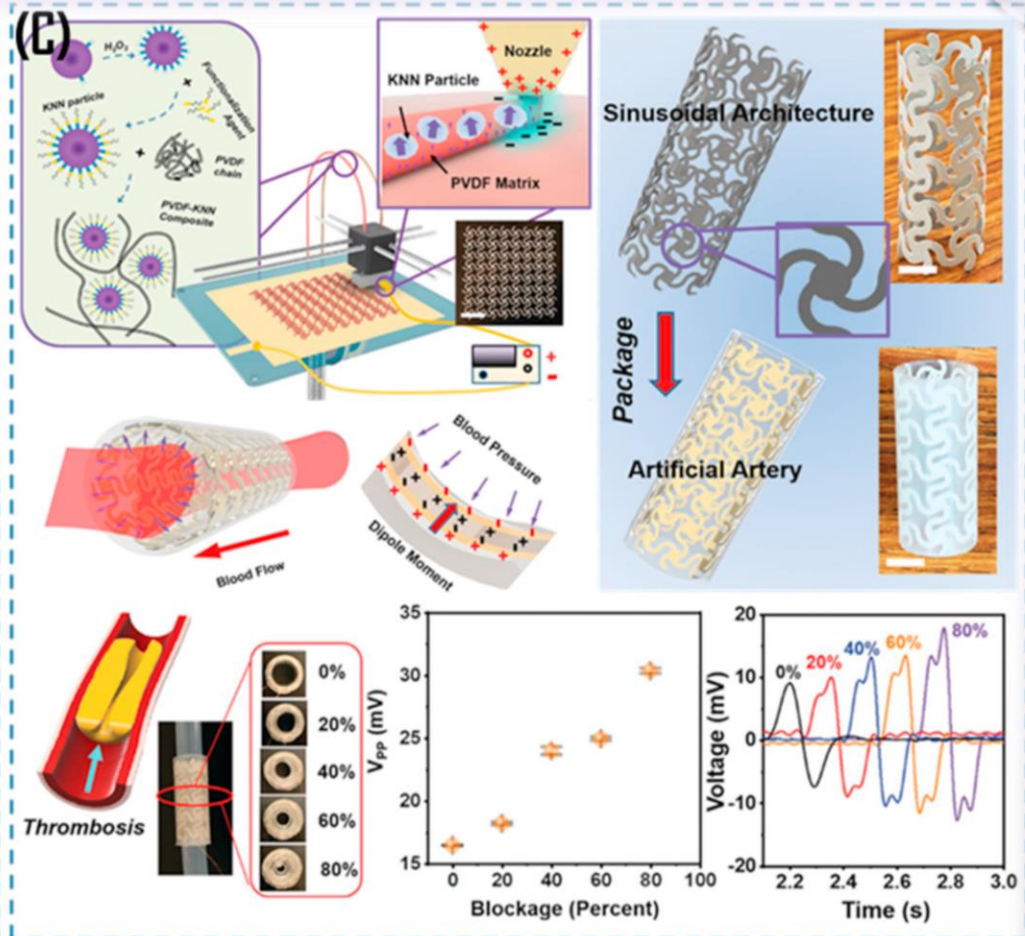 (C)
H₂O₂
KNN particle
+
Functionalization
Agent
+
PVDF
chain
PVDF-KNN
Composite
Nozzle
KNN Particle
PVDF Matrix
+
-
Sinusoidal Architecture
Package
Artificial Artery
Blood Flow
Blood Pressure
Dipole Moment
Thrombosis
0%
20%
40%
60%
80%
VPP (mV)
35
30
25
20
15
0 20 40 60 80 100
Blockage (Percent)
Voltage (mV)
20
10
0
-10
-20
0%
20%
40%
60%
80%
2.2 2.4 2.6 2.8 3.0
Time (s)